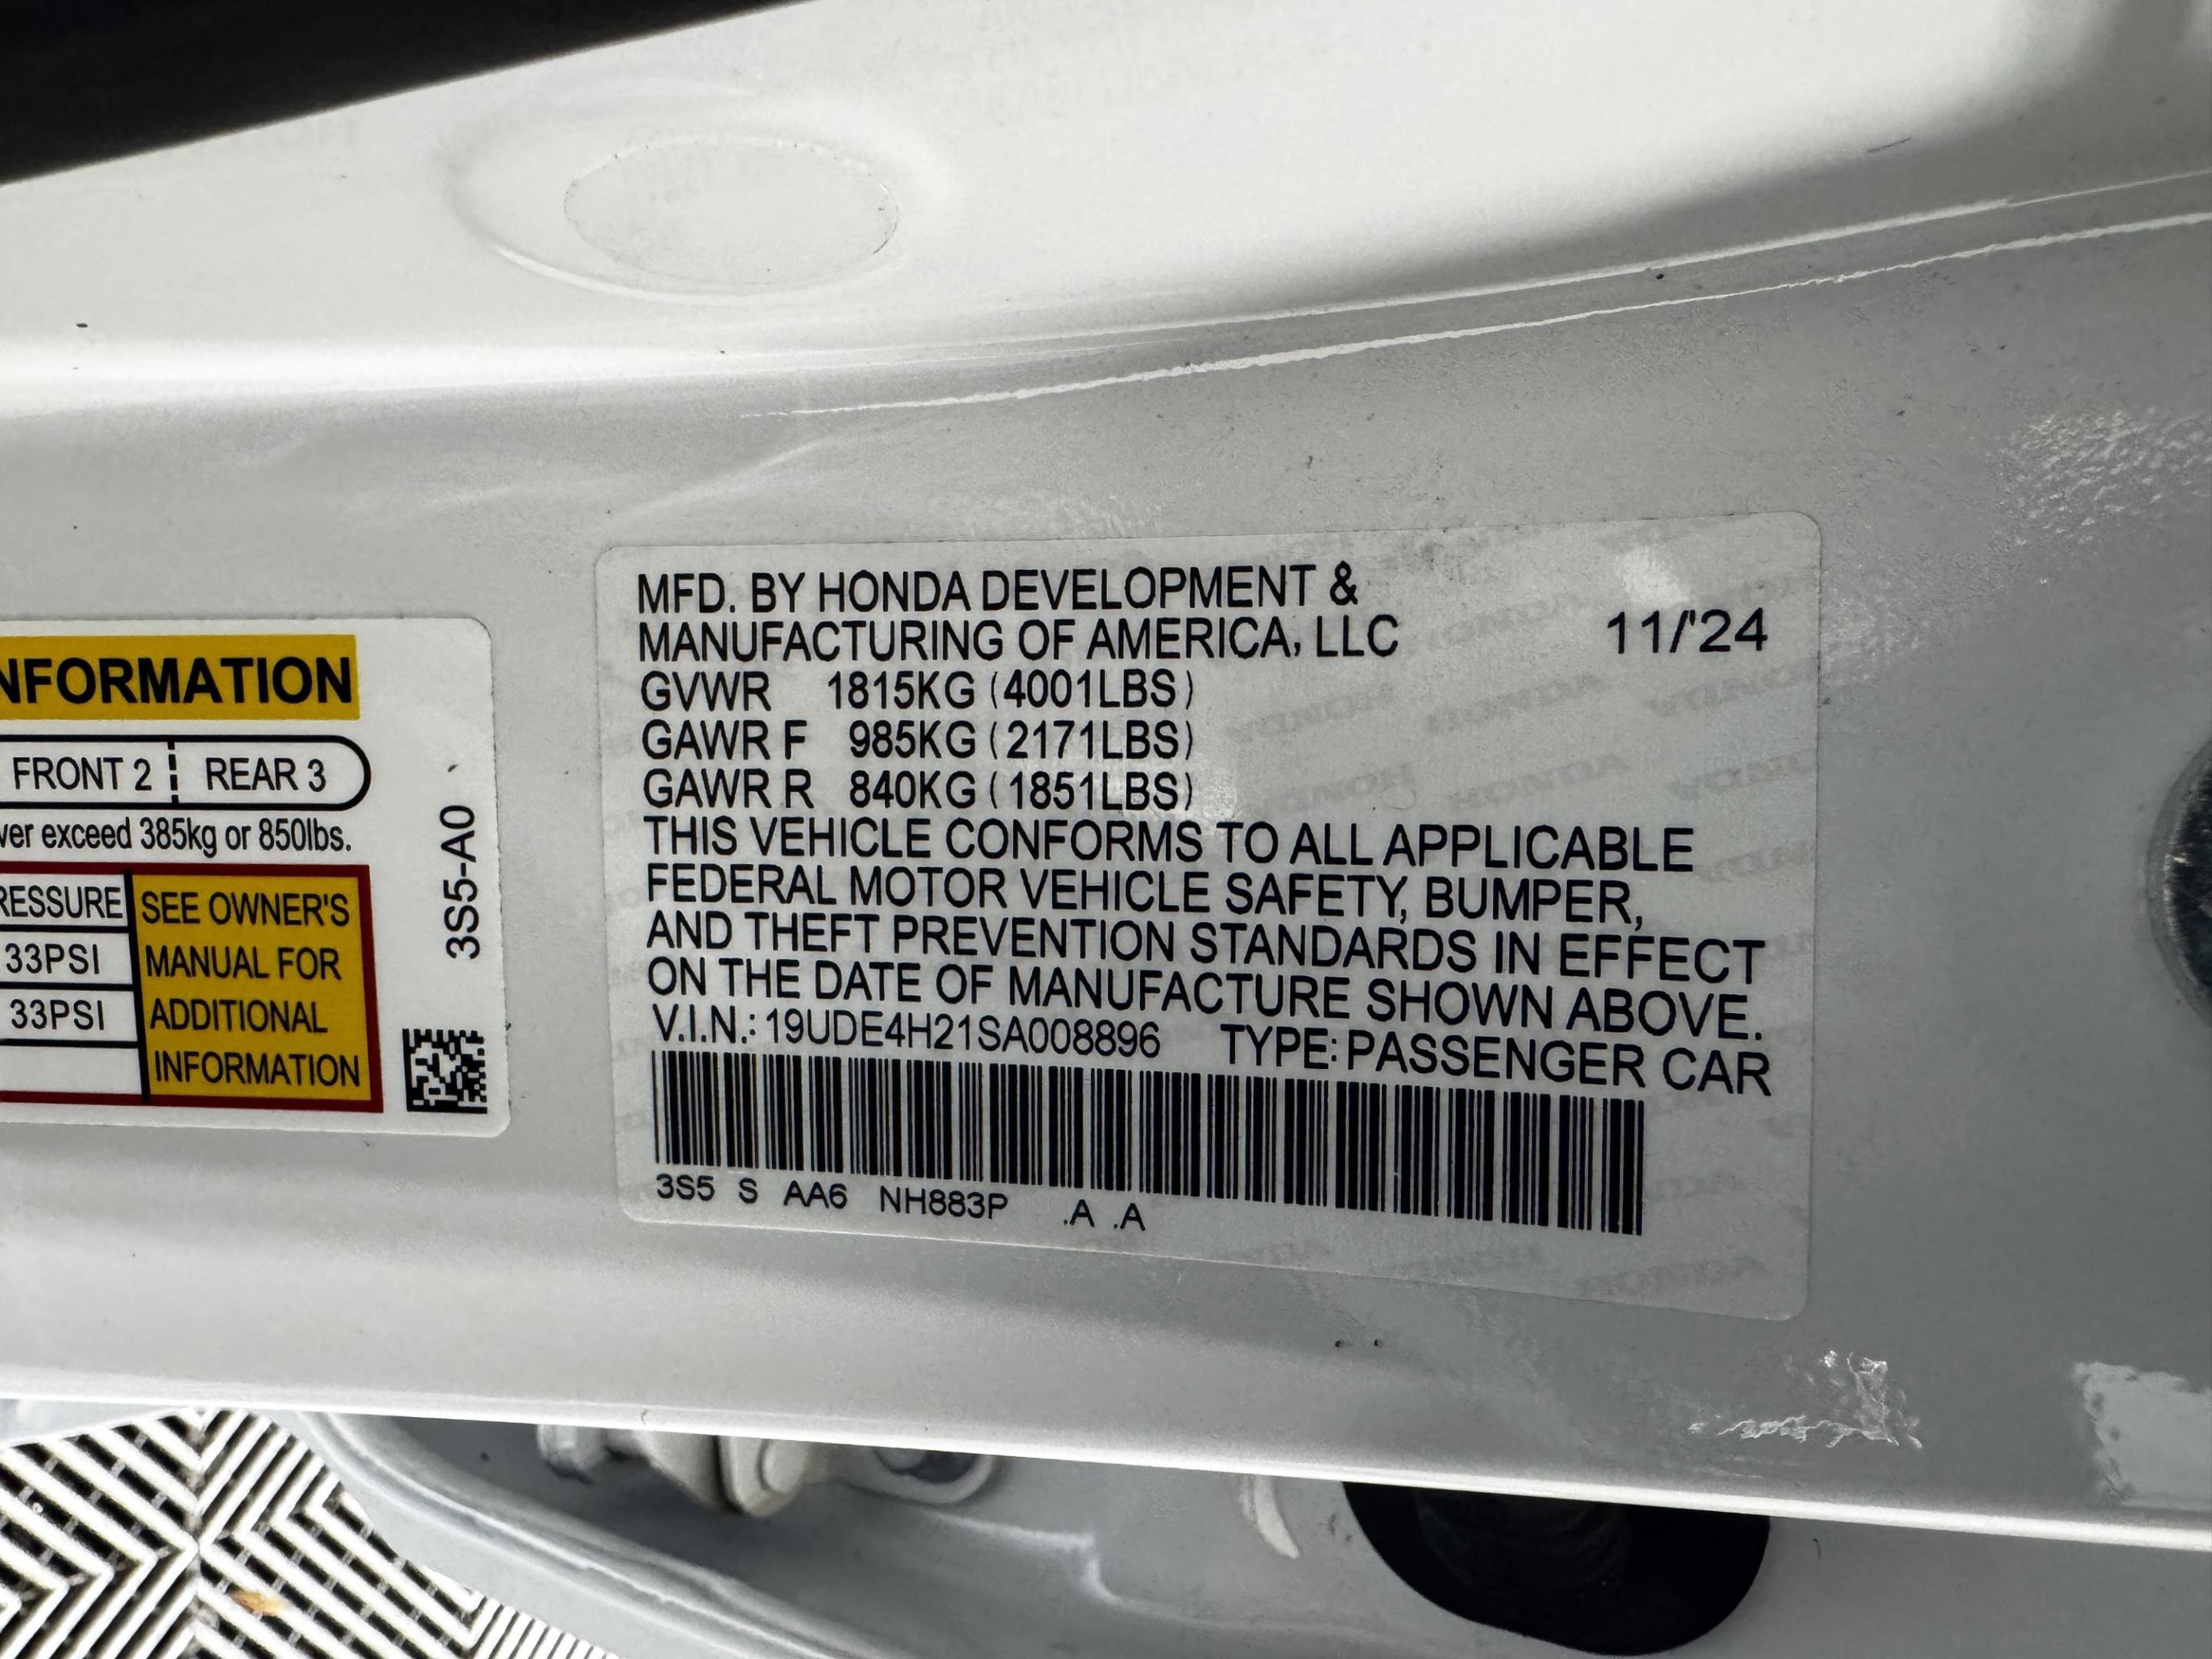 NFORMATION
FRONT 2 REAR 3
ver exceed 385kg or 850lbs.
RESSURE SEE OWNER'S
33PSI MANUAL FOR
33PSI ADDITIONAL
INFORMATION
3S5-A0
MFD. BY HONDA DEVELOPMENT &
MANUFACTURING OF AMERICA, LLC 11/'24
GVWR 1815KG (4001LBS)
GAWR F 985KG (2171LBS)
GAWR R 840KG (1851LBS)
THIS VEHICLE CONFORMS TO ALL APPLICABLE
FEDERAL MOTOR VEHICLE SAFETY, BUMPER,
AND THEFT PREVENTION STANDARDS IN EFFECT
ON THE DATE OF MANUFACTURE SHOWN ABOVE.
V.I.N.: 19UDE4H21SA008896 TYPE: PASSENGER CAR
3S5 S AA6 NH883P .A .A